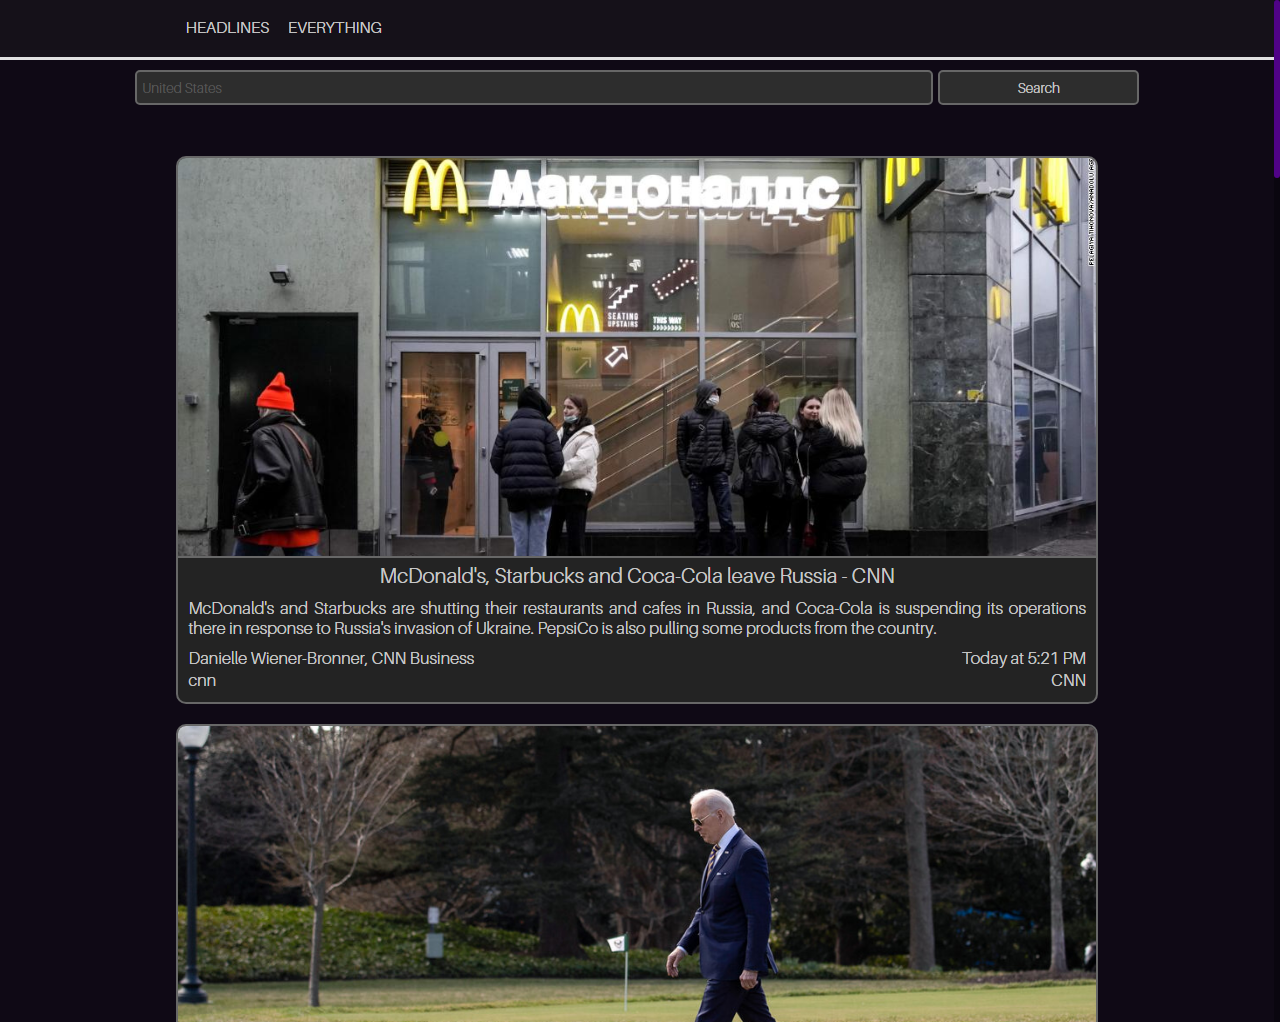 HEADLINES EVERYTHING
United States
Search
Макдоналдс
SEATING
UPSTAIRS
THIS WAY
McDonald's, Starbucks and Coca-Cola leave Russia - CNN
McDonald's and Starbucks are shutting their restaurants and cafes in Russia, and Coca-Cola is suspending its operations
there in response to Russia's invasion of Ukraine. PepsiCo is also pulling some products from the country.
Danielle Wiener-Bronner, CNN Business
Today at 5:21 PM
cnn
CNN